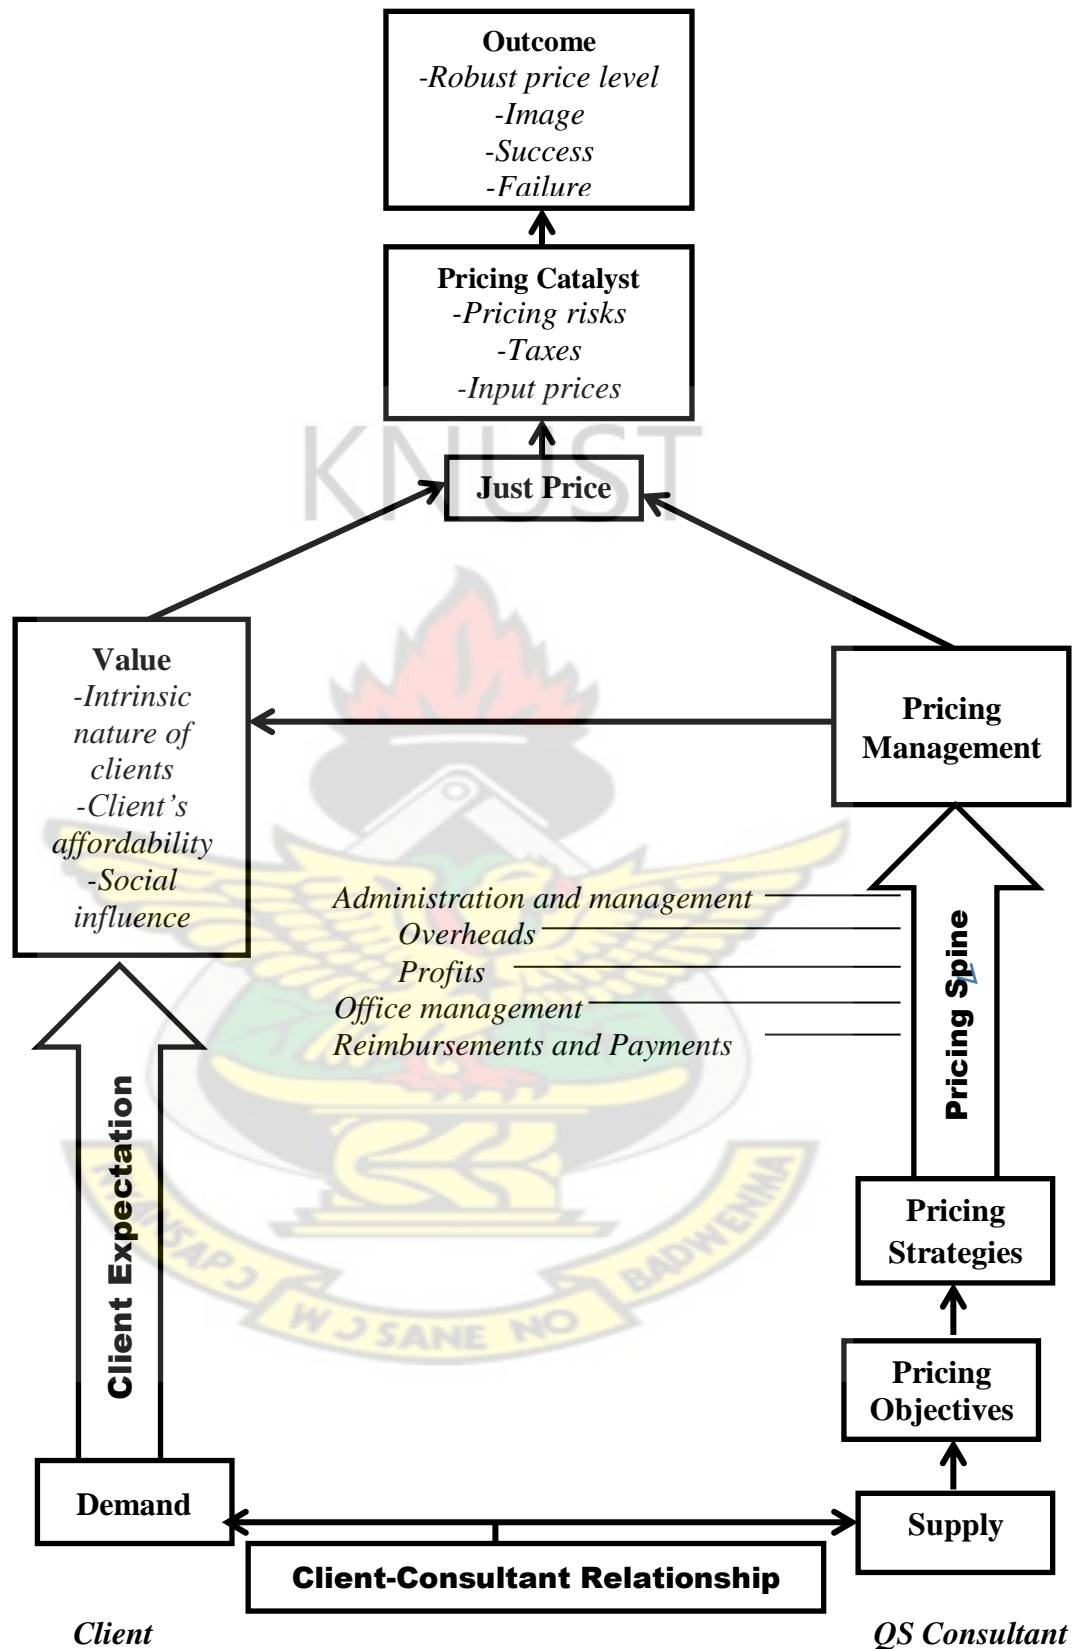 Outcome
-Robust price level
-Image
-Success
-Failure
Pricing Catalyst
-Pricing risks
-Taxes
-Input prices
KNUST
Just Price
Value
-Intrinsic
nature of
clients
-Client’s
affordability
-Social
influence
Pricing
Management
Administration and management
Overheads
Profits
Office management
Reimbursements and Payments
Pricing Spine
Client Expectation
Pricing
Strategies
Pricing
Objectives
Demand
Supply
Client-Consultant Relationship
Client
QS Consultant
NYANSAPƆ
WƆSANE NO
BADWENMA